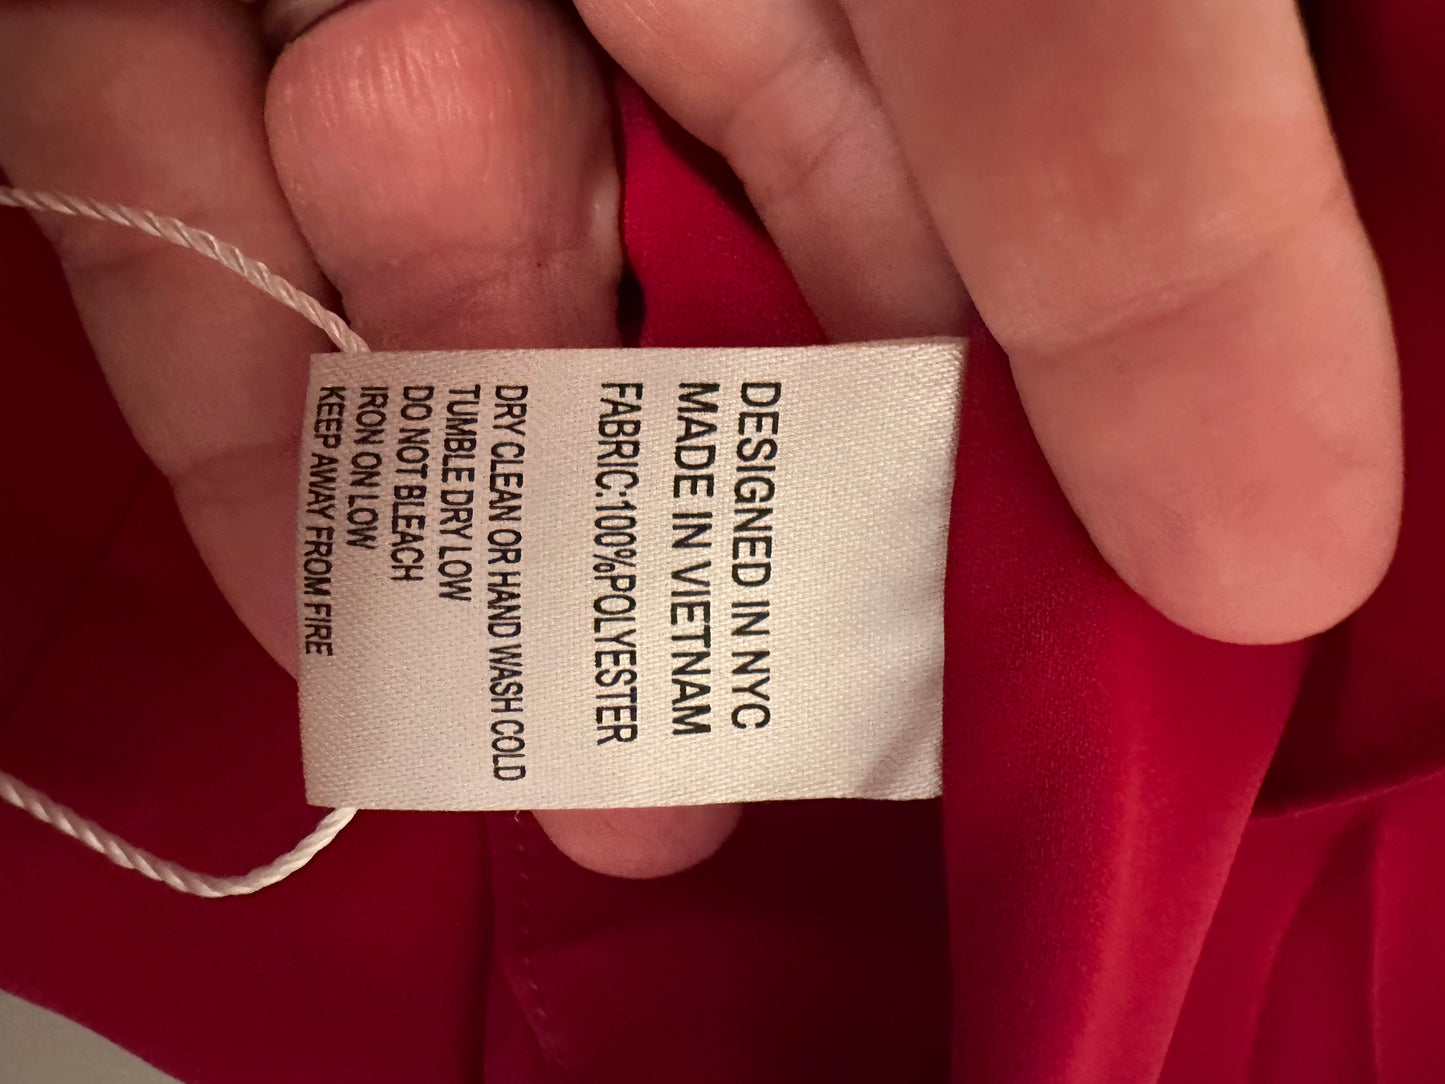 DESIGNED IN NYC
MADE IN VIETNAM
FABRIC:100%POLYESTER
DRY CLEAN OR HAND WASH COLD
TUMBLE DRY LOW
DO NOT BLEACH
IRON ON LOW
KEEP AWAY FROM FIRE